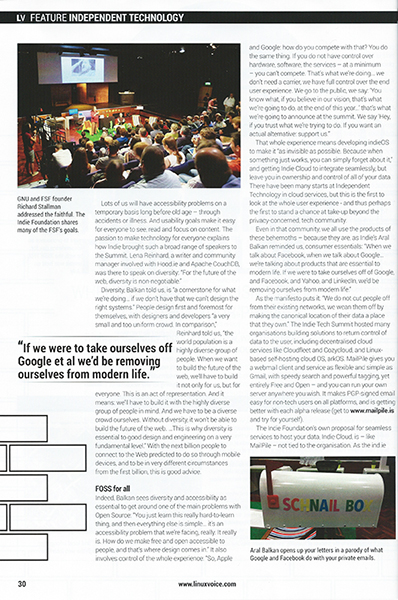 LV FEATURE INDEPENDENT TECHNOLOGY
GNU and FSF founder
Richard Stallman
addressed the faithful. The
Indie Foundation shares
many of the FSF's goals.
Lots of us will have accessibility problems on a
temporary basis long before old age – through
accidents or illness. And usability goals make it easy
for everyone to see, read and focus on content. The
passion to make technology for everyone explains
how Indie brought such a broad range of speakers to
the Summit. Lena Reinhard, a writer and community
manager involved with Hoodie and Apache CouchDB,
was there to speak on diversity. "For the future of the
web, diversity is non-negotiable."
Diversity, Balkan told us, is "a cornerstone for what
we're doing... if we don't have that we can't design the
right systems." People design first and foremost for
themselves, with designers and developers "a very
small and too uniform crowd. In comparison,"
Reinhard told us, "the
world population is a
highly diverse group of
people. When we want
to build the future of the
web, we'll have to build
it not only for us, but for
"If we were to take ourselves off
Google et al we'd be removing
ourselves from modern life."
everyone. This is an act of representation. And it
means: we'll have to build it with the highly diverse
group of people in mind. And we have to be a diverse
crowd ourselves. Without diversity, it won't be able to
build the future of the web. ...This is why diversity is
essential to good design and engineering on a very
fundamental level." With the next billion people to
connect to the Web predicted to do so through mobile
devices, and to be in very different circumstances
from the first billion, this is good advice.
FOSS for all
Indeed, Balkan sees diversity and accessibility as
essential to get around one of the main problems with
Open Source. "You just learn this really hard-to-learn
thing, and then everything else is simple... it's an
accessibility problem that we're facing, really. It really
is. How do we make free and open accessible to
people, and that's where design comes in." It also
involves control of the whole experience. "So, Apple
and Google: how do you compete with that? You do
the same thing. If you do not have control over
hardware, software, the services – at a minimum
– you can't compete. That's what we're doing... we
don't need a carrier, we have full control over the end
user experience. We go to the public, we say: 'You
know what, if you believe in our vision, that's what
we're going to do, at the end of this year...' that's what
we're going to announce at the summit. We say 'Hey,
if you trust what we're trying to do. If you want an
actual alternative: support us.'"
That whole experience means developing indieOS
to make it "as invisible as possible. Because when
something just works, you can simply forget about it,"
and getting Indie Cloud to integrate seamlessly, but
leave you in ownership and control of all of your data.
There have been many starts at Independent
Technology in cloud services, but this is the first to
look at the whole user experience - and thus perhaps
the first to stand a chance at take-up beyond the
privacy-concerned, tech community.
Even in that community, we all use the products of
these behemoths – because they are, as Indie's Aral
Balkan reminded us, consumer essentials: "When we
talk about Facebook, when we talk about Google...
we're talking about products that are essential to
modern life. If we were to take ourselves off of Google,
and Facebook, and Yahoo, and LinkedIn, we'd be
removing ourselves from modern life."
As the manifesto puts it: "We do not cut people off
from their existing networks, we wean them off by
making the canonical location of their data a place
that they own." The Indie Tech Summit hosted many
organisations building solutions to return control of
data to the user, including decentralised cloud
services like Cloudfleet and Cozycloud, and Linux-
based self-hosting cloud OS, arkOS. MailPile gives you
a webmail client and service as flexible and simple as
Gmail, with speedy search and powerful tagging, yet
entirely Free and Open – and you can run your own
server anywhere you wish. It makes PGP-signed email
easy for non-tech users on all platforms, and is getting
better with each alpha release (get to www.mailpile.is
and try for yourself).
The Indie Foundation's own proposal for seamless
services to host your data, Indie Cloud, is – like
MailPile – not tied to the organisation. As the indie
SCHNAIL BOX
Aral Balkan opens up your letters in a parody of what
Google and Facebook do with your private emails.
30
www.linuxvoice.com